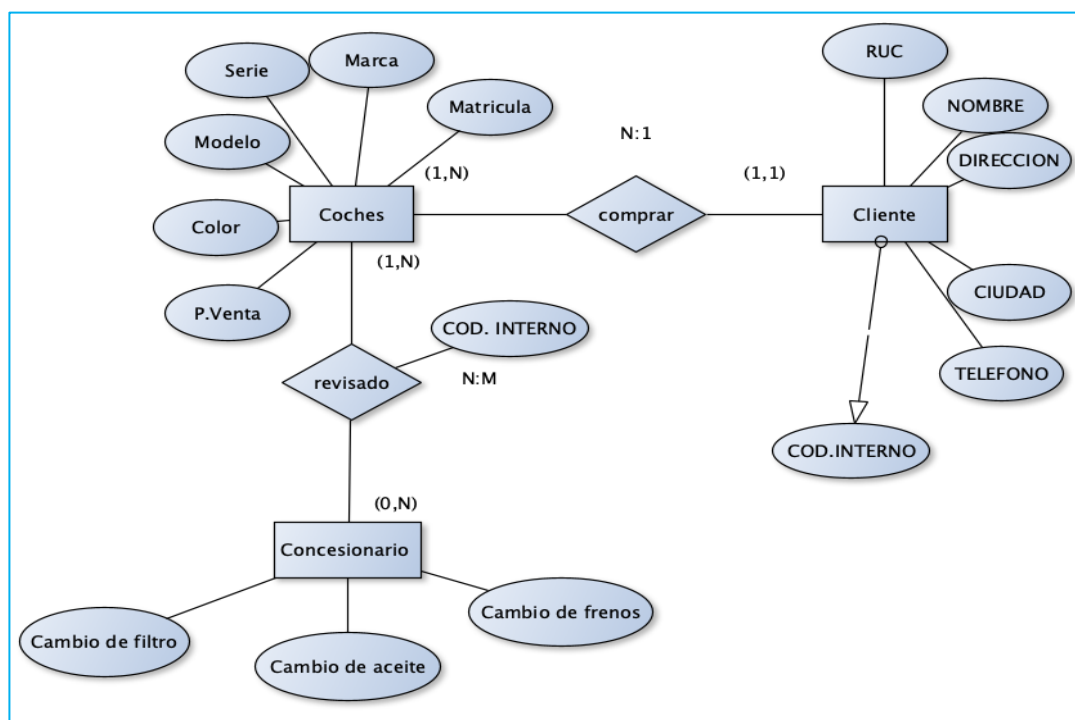 RUC
Marca
Serie
NOMBRE
Matricula
N:1
Modelo
DIRECCION
(1,N)
(1,1)
Coches
comprar
Cliente
Color
(1,N)
CIUDAD
P.Venta
COD. INTERNO
revisado
N:M
TELEFONO
COD.INTERNO
(0,N)
Concesionario
Cambio de frenos
Cambio de filtro
Cambio de aceite